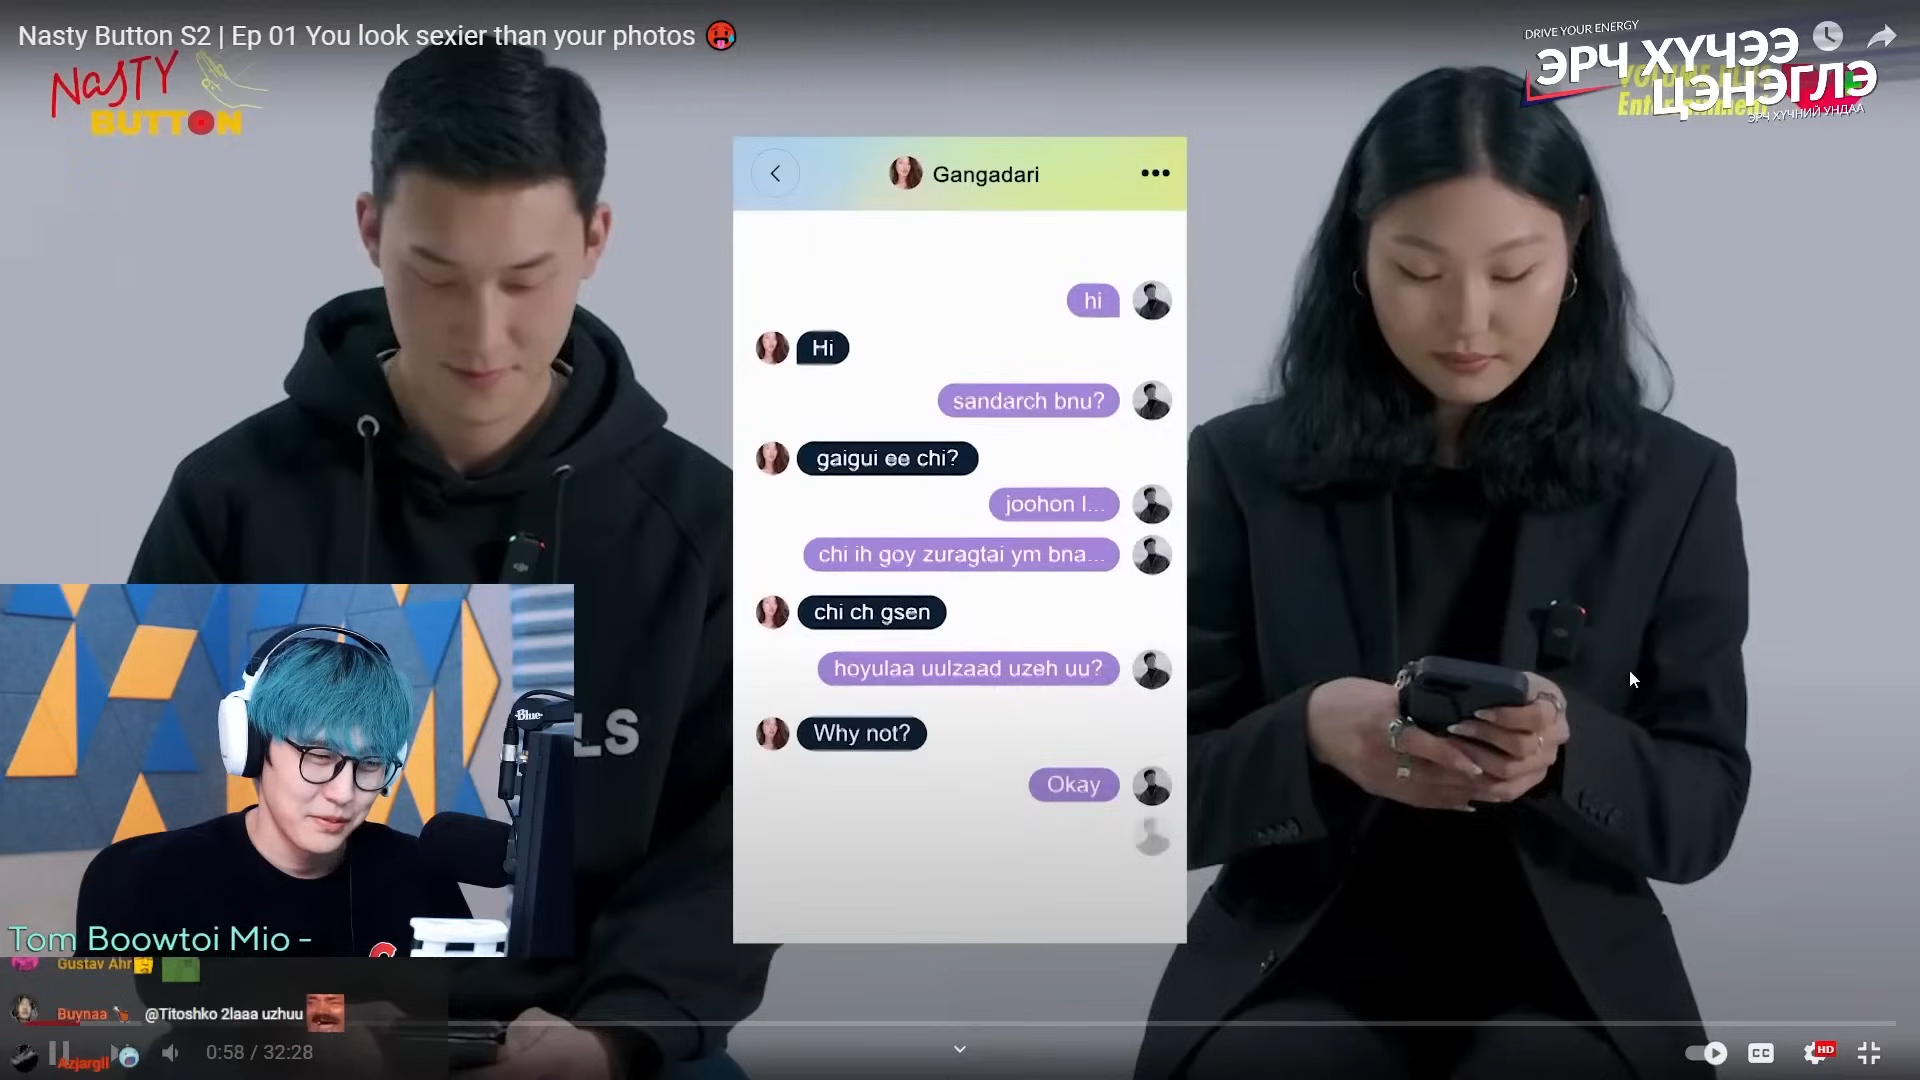 Nasty Button S2 | Ep 01 You look sexier than your photos
NASTY
BUTTON
DRIVE YOUR ENERGY
ЭРЧ ХҮЧЭЭ
ЦЭНЭГЛЭ
ЭРЧ ХҮЧНИЙ УНДАА
Gangadari
hi
Hi
sandarch bnu?
gaigui ee chi?
joohon l...
chi ih goy zuragtai ym bna...
chi ch gsen
hoyulaa uulzaad uzeh uu?
Why not?
Okay
LS
Blue
Tom Boowtoi Mio -
Gustav Ahr
Buynaa @Titoshko 2laaa uzhuu
Azjargll
0:58 / 32:28
CC
HD